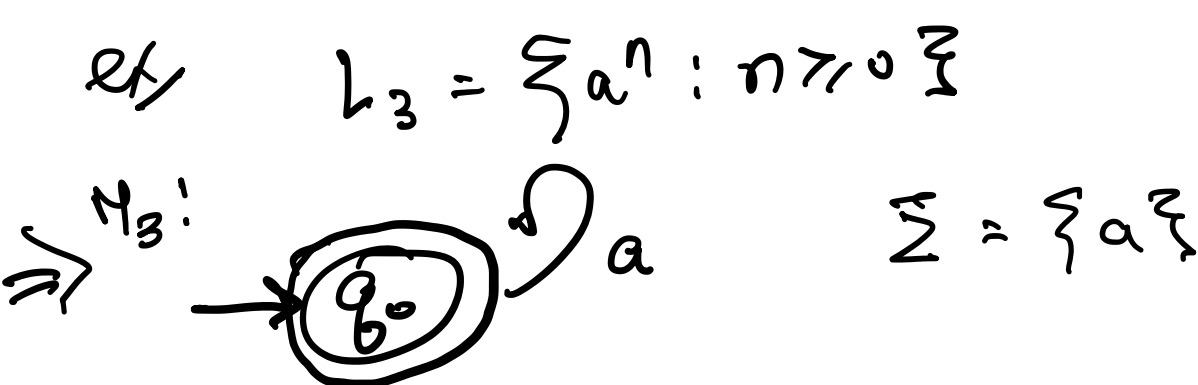 ex/ L₃ = {aⁿ : n ≥ 0}
⇒ M₃:
Σ = {a}
a
q₀